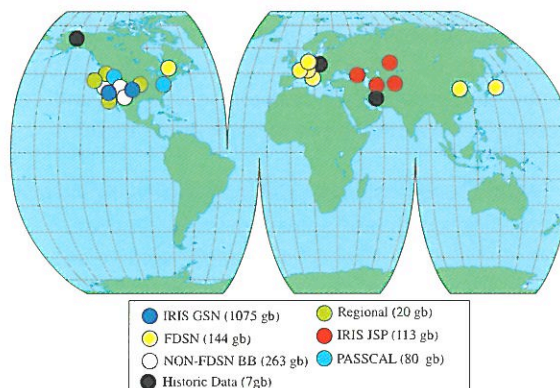 IRIS GSN (1075 gb)
FDSN (144 gb)
NON-FDSN BB (263 gb)
Historic Data (7gb)
Regional (20 gb)
IRIS JSP (113 gb)
PASSCAL (80 gb)